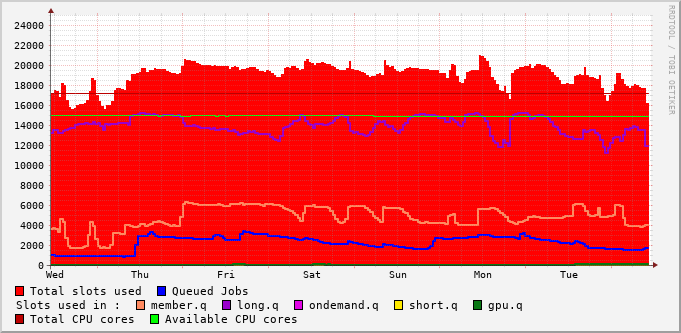 24000
22000
20000
18000
16000
14000
12000
10000
8000
6000
4000
2000
0
Wed Thu Fri Sat Sun Mon Tue
RRDTOOL / TOBI OETIKER
Total slots used Queued Jobs
Slots used in : member.q long.q ondemand.q short.q gpu.q
Total CPU cores Available CPU cores